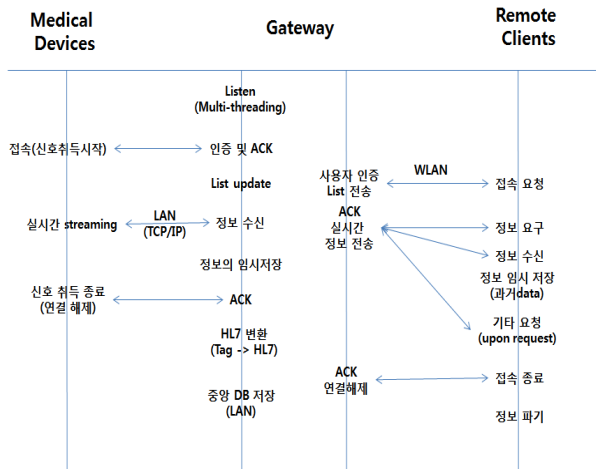 Medical
Devices
Gateway
Remote
Clients
Listen
(Multi-threading)
접속(신호취득시작)
인증 및 ACK
사용자 인증
List 전송
WLAN
접속 요청
List update
실시간 streaming
LAN
(TCP/IP)
정보 수신
ACK
실시간
정보 전송
정보 요구
정보 수신
정보의 임시저장
정보 임시 저장
(과거data)
신호 취득 종료
(연결 해제)
ACK
기타 요청
(upon request)
HL7 변환
(Tag -> HL7)
ACK
연결해제
접속 종료
중앙 DB 저장
(LAN)
정보 파기